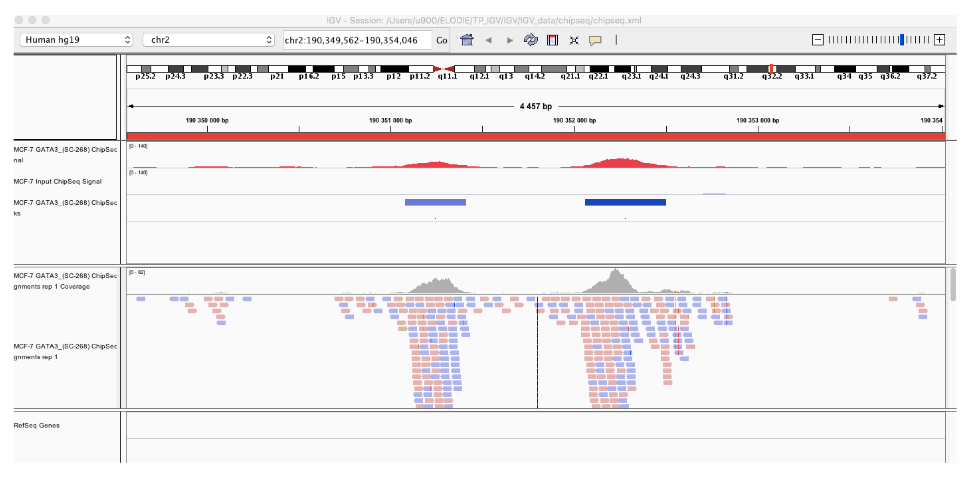 IGV - Session: /Users/u900/ELODIE/TP_IGV/IGV/IGV_data/chipseq/chipseq.xml
Human hg19 chr2 chr2:190,349,562-190,354,046 Go
p25.2 p24.3 p23.3 p22.3 p21 p16.2 p15 p13.3 p12 p11.2 q11.1 q12.1 q13 q14.2 q21.1 q22.1 q23.1 q24.1 q24.3 q31.2 q32.2 q33.1 q34 q35 q36.2 q37.2
4 457 bp
190 350 000 bp 190 351 000 bp 190 352 000 bp 190 353 000 bp 190 354
MCF-7 GATA3_(SC-268) ChipSec
nal
[0 - 140]
MCF-7 Input ChipSeq Signal
[0 - 140]
MCF-7 GATA3_(SC-268) ChipSec
ks
MCF-7 GATA3_(SC-268) ChipSec
gnments rep 1 Coverage
[0 - 82]
MCF-7 GATA3_(SC-268) ChipSec
gnments rep 1
RefSeq Genes